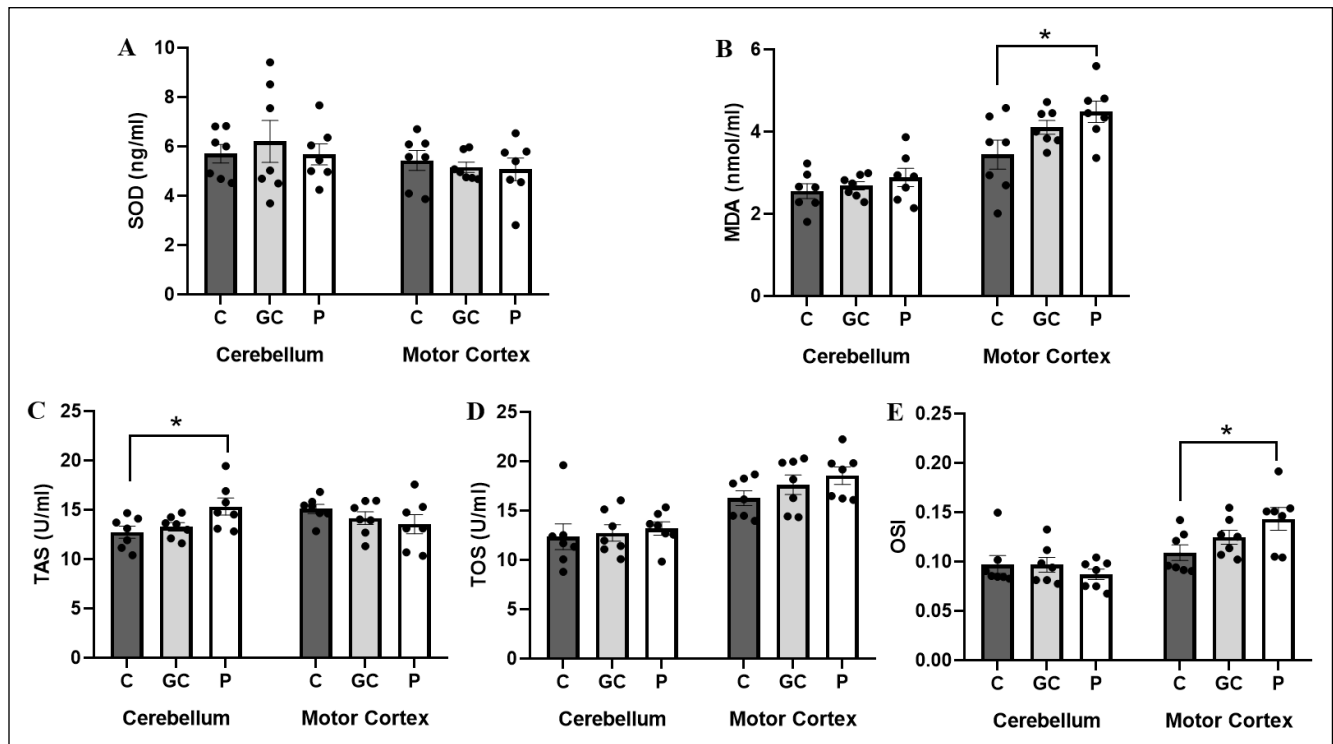 A
SOD (ng/ml)
10
8
6
4
2
0
C GC P C GC P
Cerebellum Motor Cortex
B
MDA (nmol/ml)
6
4
2
0
*
C GC P C GC P
Cerebellum Motor Cortex
C
TAS (U/ml)
25
20
15
10
5
0
*
C GC P C GC P
Cerebellum Motor Cortex
D
TOS (U/ml)
25
20
15
10
5
0
C GC P C GC P
Cerebellum Motor Cortex
E
OSI
0.25
0.20
0.15
0.10
0.05
0.00
*
C GC P C GC P
Cerebellum Motor Cortex